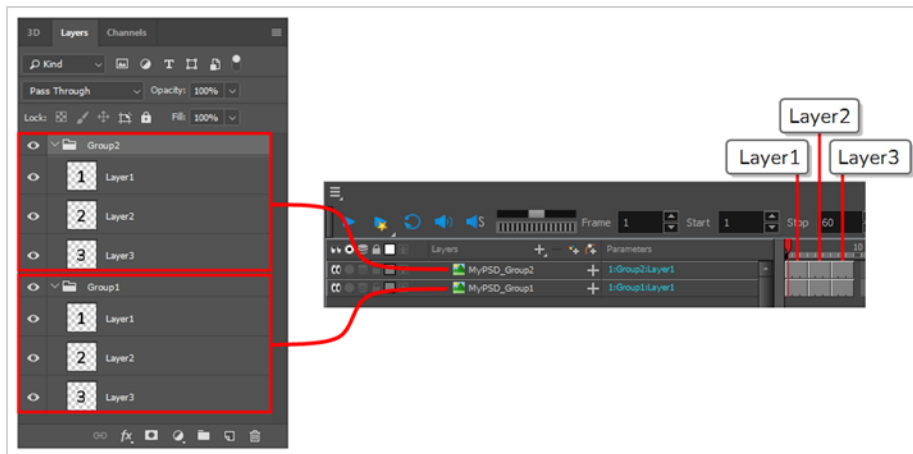 3D Layers Channels
Kind
Pass Through Opacity: 100%
Lock: Fill: 100%
Group2
1 Layer1
2 Layer2
3 Layer3
Group1
1 Layer1
2 Layer2
3 Layer3
Layer2
Layer1 Layer3
S Frame 1 Start 1 Stop 60
Layers Parameters 10
MyPSD_Group2 1:Group2:Layer1
MyPSD_Group1 1:Group1:Layer1
fx